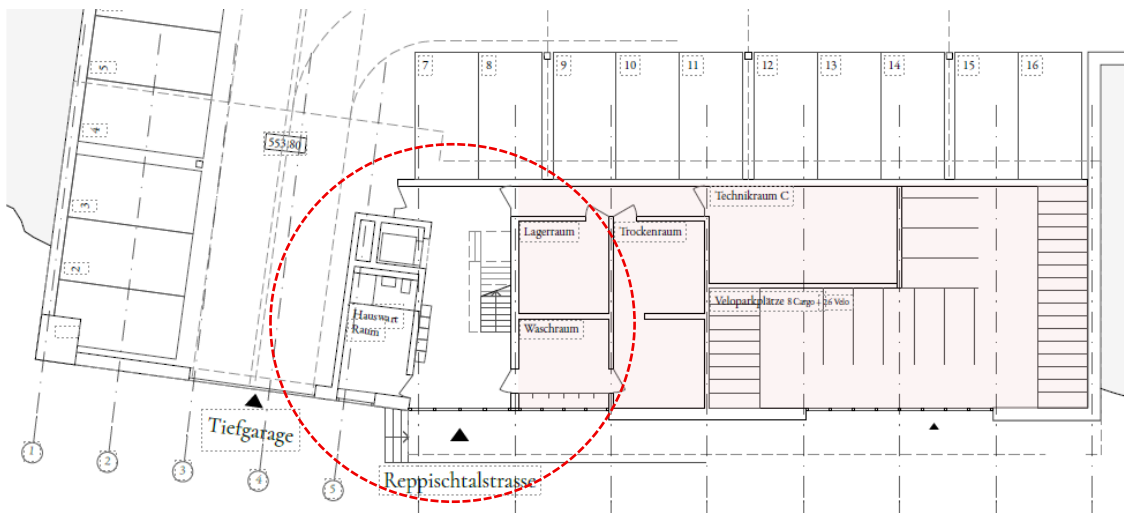 7
8
9
10
11
12
13
14
15
16
5
4
3
2
553|80
Technikraum C
Lagerraum
Trockenraum
Veloparkplätze 8 Cargo + 26 Velo
Hauswart
Raum
Waschraum
Tiefgarage
Reppischtalstrasse
1
2
3
4
5